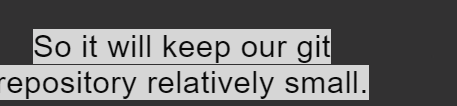 So it will keep our git
repository relatively small.